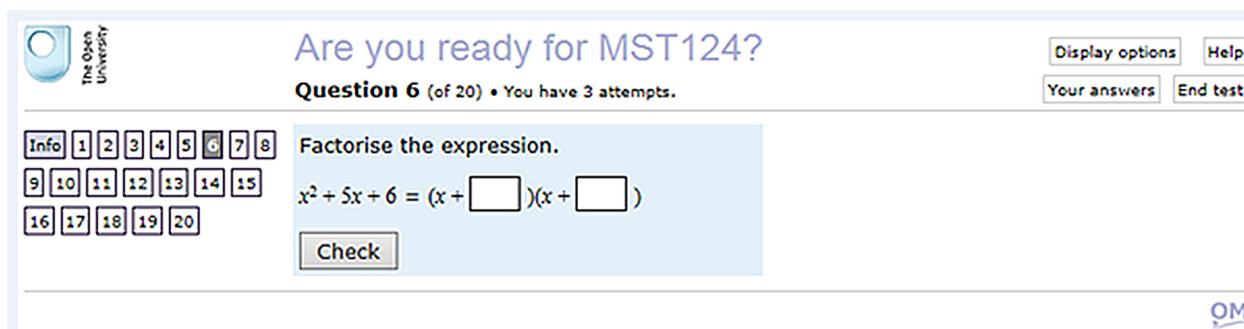 The Open
University
Are you ready for MST124?
Question 6 (of 20) • You have 3 attempts.
Display options Help
Your answers End test
Info 1 2 3 4 5 6 7 8
9 10 11 12 13 14 15
16 17 18 19 20
Factorise the expression.
x² + 5x + 6 = (x + )(x + )
Check
OM